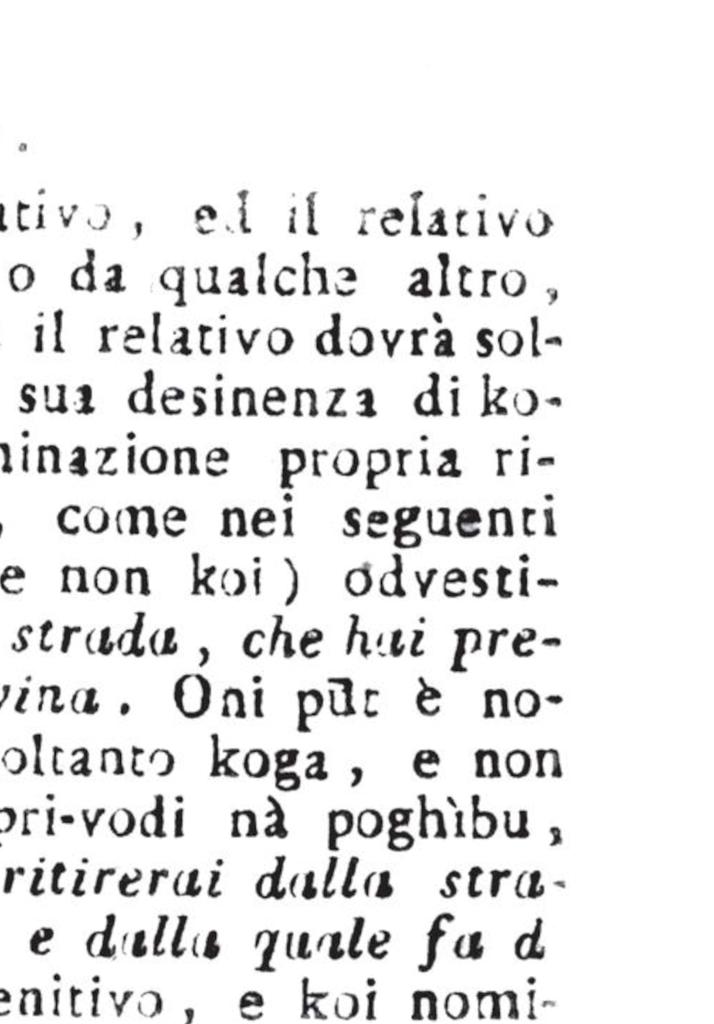 ativo, ed il relativo
o da qualche altro,
il relativo dovrà sol-
sua desinenza di ko-
minazione propria ri-
, come nei seguenti
e non koi) odvesti-
strada, che hai pre-
vina. Oni pūt è no-
oltanto koga, e non
pri-vodi nà poghìbu,
ritirerai dalla stra-
e dalla quale fa d
enitivo, e koi nomi-